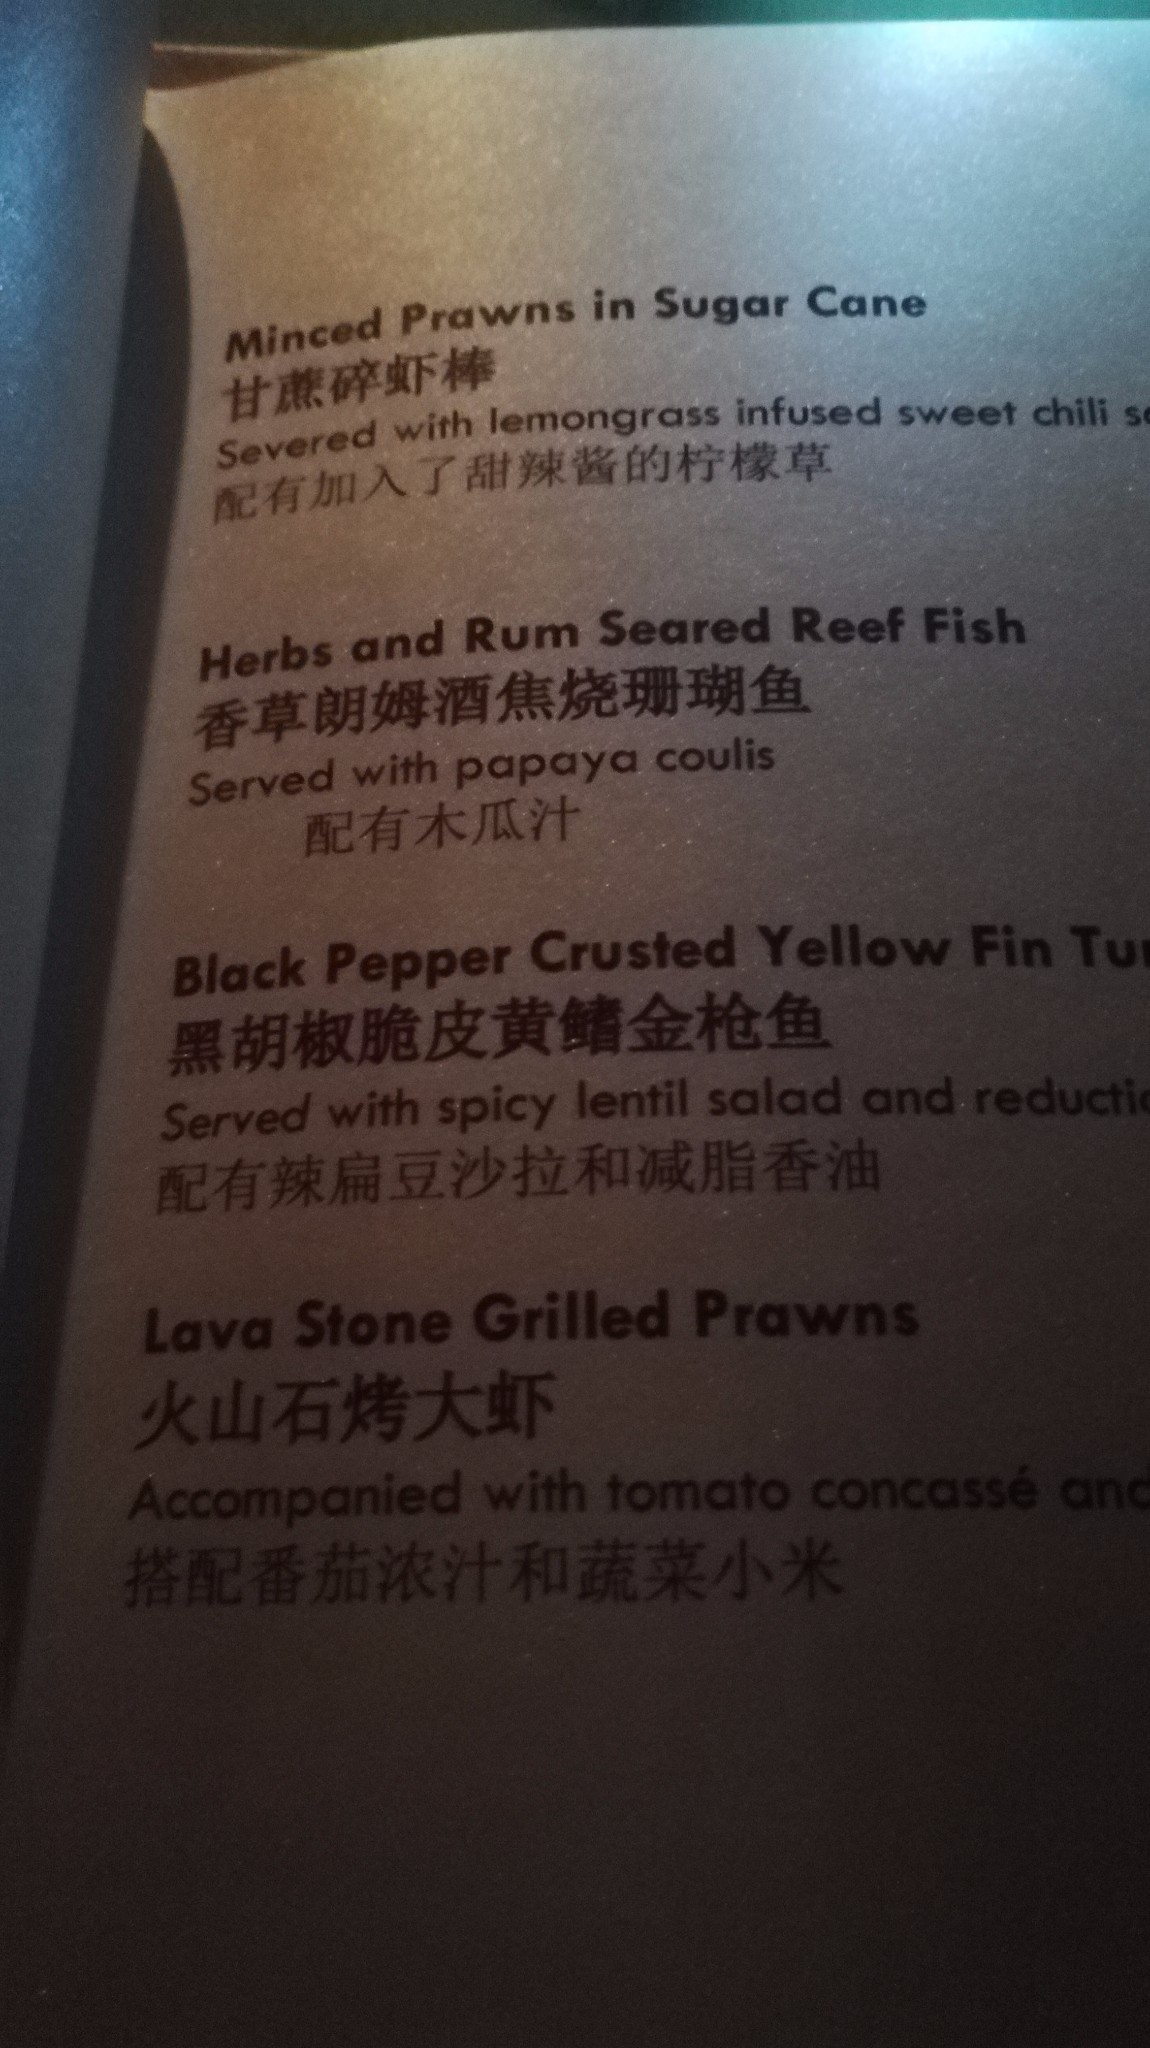 Minced Prawns in Sugar Cane
甘蔗碎虾棒
Severed with lemongrass infused sweet chili
配有加入了甜辣酱的柠檬草
Herbs and Rum Seared Reef Fish
香草朗姆酒焦烧珊瑚鱼
Served with papaya coulis
配有木瓜汁
Black Pepper Crusted Yellow Fin
黑胡椒脆皮黄鳍金枪鱼
Served with spicy lentil salad and
配有辣扁豆沙拉和减脂香油
Lava Stone Grilled Prawns
火山石烤大虾
Accompanied with tomato concassé and
搭配番茄浓汁和蔬菜小米